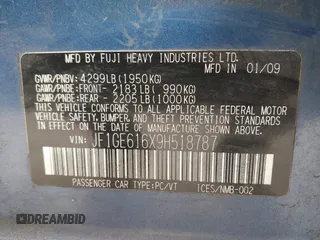 MFD BY FUJI HEAVY INDUSTRIES LTD.
MADE IN JAPAN
MFD IN 01/09
GVWR/PNBV: 4299LB(1950KG)
GAWR/PNBE:FRONT- 2183LB( 990KG)
GAWR/PNBE:REAR - 2205LB(1000KG)
THIS VEHICLE CONFORMS TO ALL APPLICABLE
FEDERAL MOTOR VEHICLE SAFETY, BUMPER,
AND THEFT PREVENTION STANDARDS IN EFFECT
ON THE DATE OF MANUFACTURE SHOWN ABOVE.
VIN: JF1GE616X9H518787
PASSENGER CAR TYPE:PC/VT
ICES/NMB-002
DREAMBID